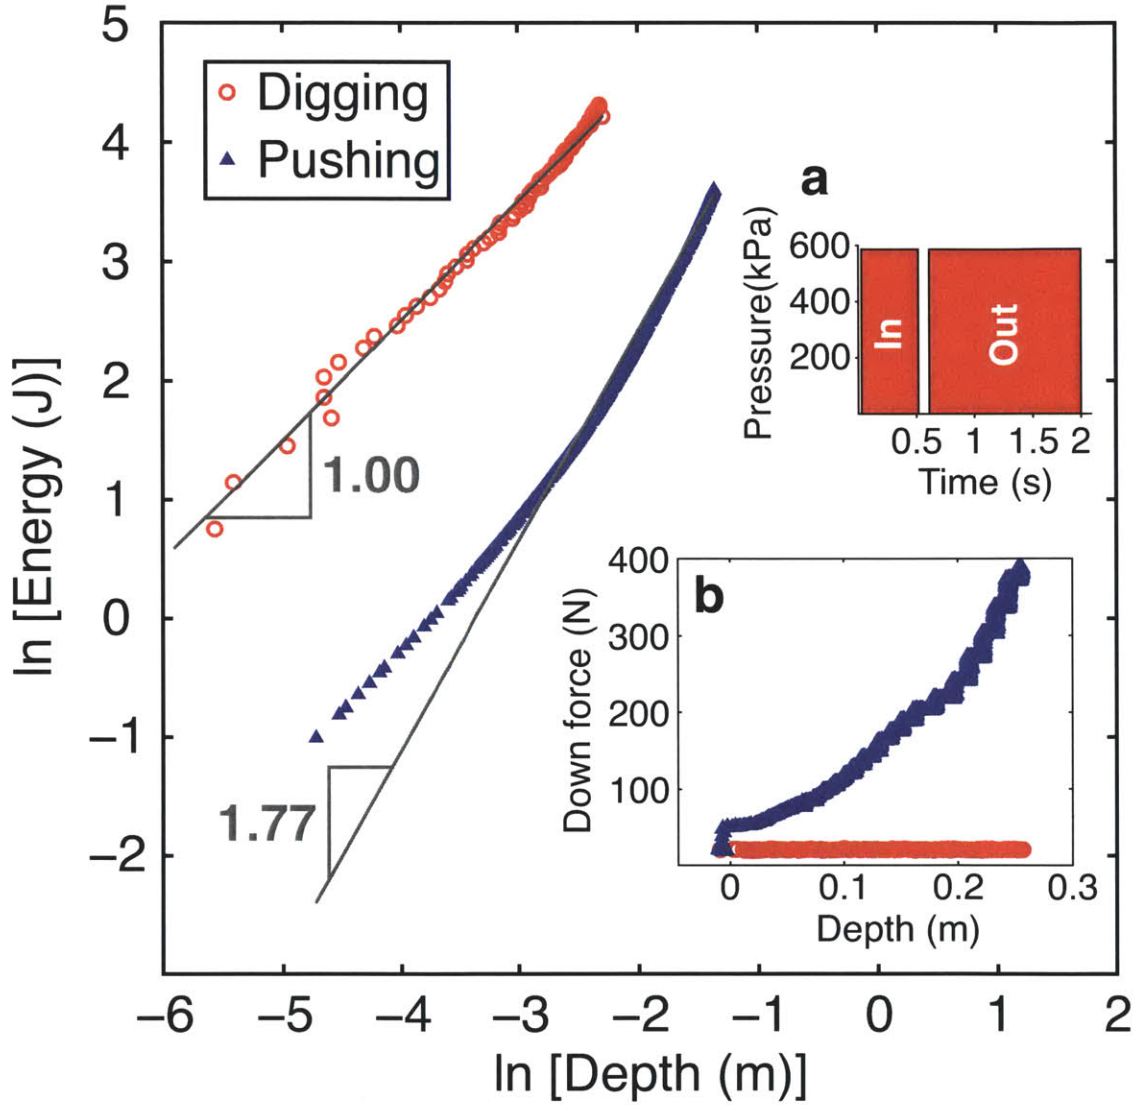 5
4
3
2
1
0
−1
−2
ln [Energy (J)]
Digging
Pushing
1.00
1.77
a
Pressure(kPa)
600
400
200
In
Out
0.5 1 1.5 2
Time (s)
b
Down force (N)
400
300
200
100
0 0.1 0.2 0.3
Depth (m)
−6 −5 −4 −3 −2 −1 0 1 2
ln [Depth (m)]